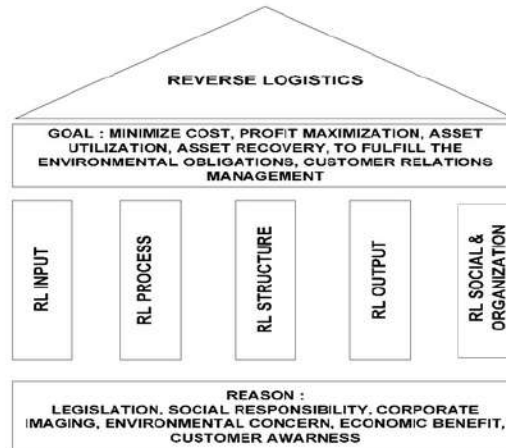 REVERSE LOGISTICS
GOAL : MINIMIZE COST, PROFIT MAXIMIZATION, ASSET
UTILIZATION, ASSET RECOVERY, TO FULFILL THE
ENVIRONMENTAL OBLIGATIONS, CUSTOMER RELATIONS
MANAGEMENT
RL INPUT
RL PROCESS
RL STRUCTURE
RL OUTPUT
RL SOCIAL &
ORGANIZATION
REASON :
LEGISLATION, SOCIAL RESPONSIBILITY, CORPORATE
IMAGING, ENVIRONMENTAL CONCERN, ECONOMIC BENEFIT,
CUSTOMER AWARNESS